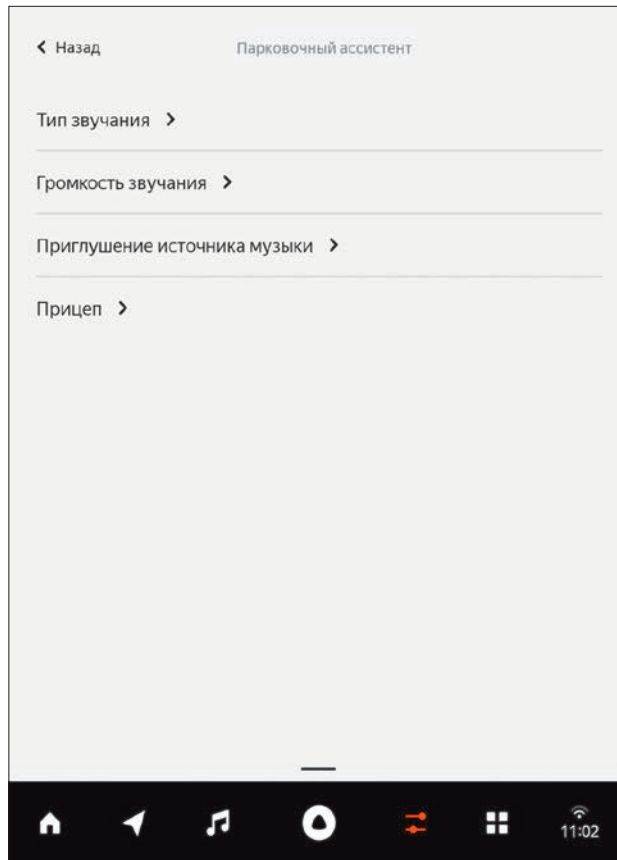 Назад
Парковочный ассистент
Тип звучания
Громкость звучания
Приглушение источника музыки
Прицеп
11:02